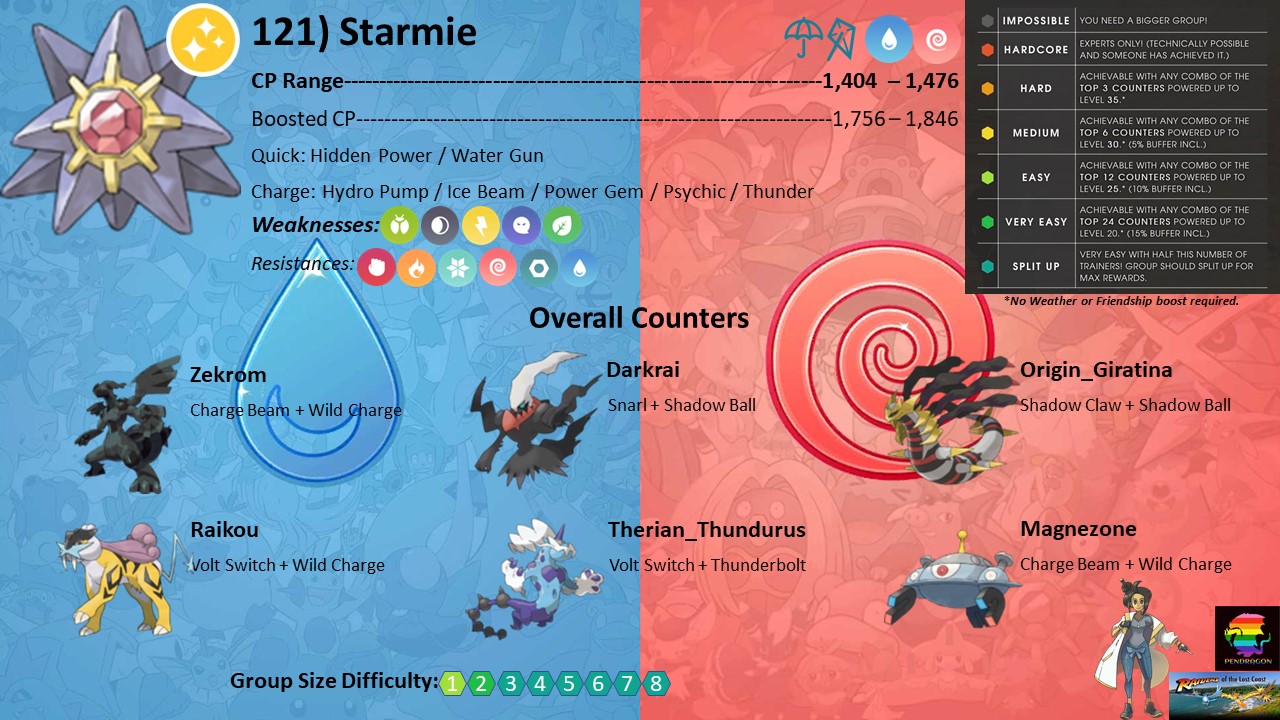 121) Starmie
CP Range--------------------------------------------------------------------1,404 – 1,476
Boosted CP--------------------------------------------------------------------1,756 – 1,846
Quick: Hidden Power / Water Gun
Charge: Hydro Pump / Ice Beam / Power Gem / Psychic / Thunder
Weaknesses:
Resistances:
IMPOSSIBLE YOU NEED A BIGGER GROUP!
HARDCORE EXPERTS ONLY! (TECHNICALLY POSSIBLE
AND SOMEONE HAS ACHIEVED IT.)
HARD ACHIEVABLE WITH ANY COMBO OF THE
TOP 3 COUNTERS POWERED UP TO
LEVEL 35.*
MEDIUM ACHIEVABLE WITH ANY COMBO OF THE
TOP 6 COUNTERS POWERED UP TO
LEVEL 30.* (5% BUFFER INCL.)
EASY ACHIEVABLE WITH ANY COMBO OF THE
TOP 12 COUNTERS POWERED UP TO
LEVEL 25.* (10% BUFFER INCL.)
VERY EASY ACHIEVABLE WITH ANY COMBO OF THE
TOP 24 COUNTERS POWERED UP TO
LEVEL 20.* (15% BUFFER INCL.)
SPLIT UP VERY EASY WITH HALF THIS NUMBER OF
TRAINERS! GROUP SHOULD SPLIT UP FOR
MAX REWARDS.
*No Weather or Friendship boost required.
Overall Counters
Zekrom
Charge Beam + Wild Charge
Darkrai
Snarl + Shadow Ball
Origin_Giratina
Shadow Claw + Shadow Ball
Raikou
Volt Switch + Wild Charge
Therian_Thundurus
Volt Switch + Thunderbolt
Magnezone
Charge Beam + Wild Charge
Group Size Difficulty: 1 2 3 4 5 6 7 8
PENDRAGON
RAIDERS of the Lost Coast